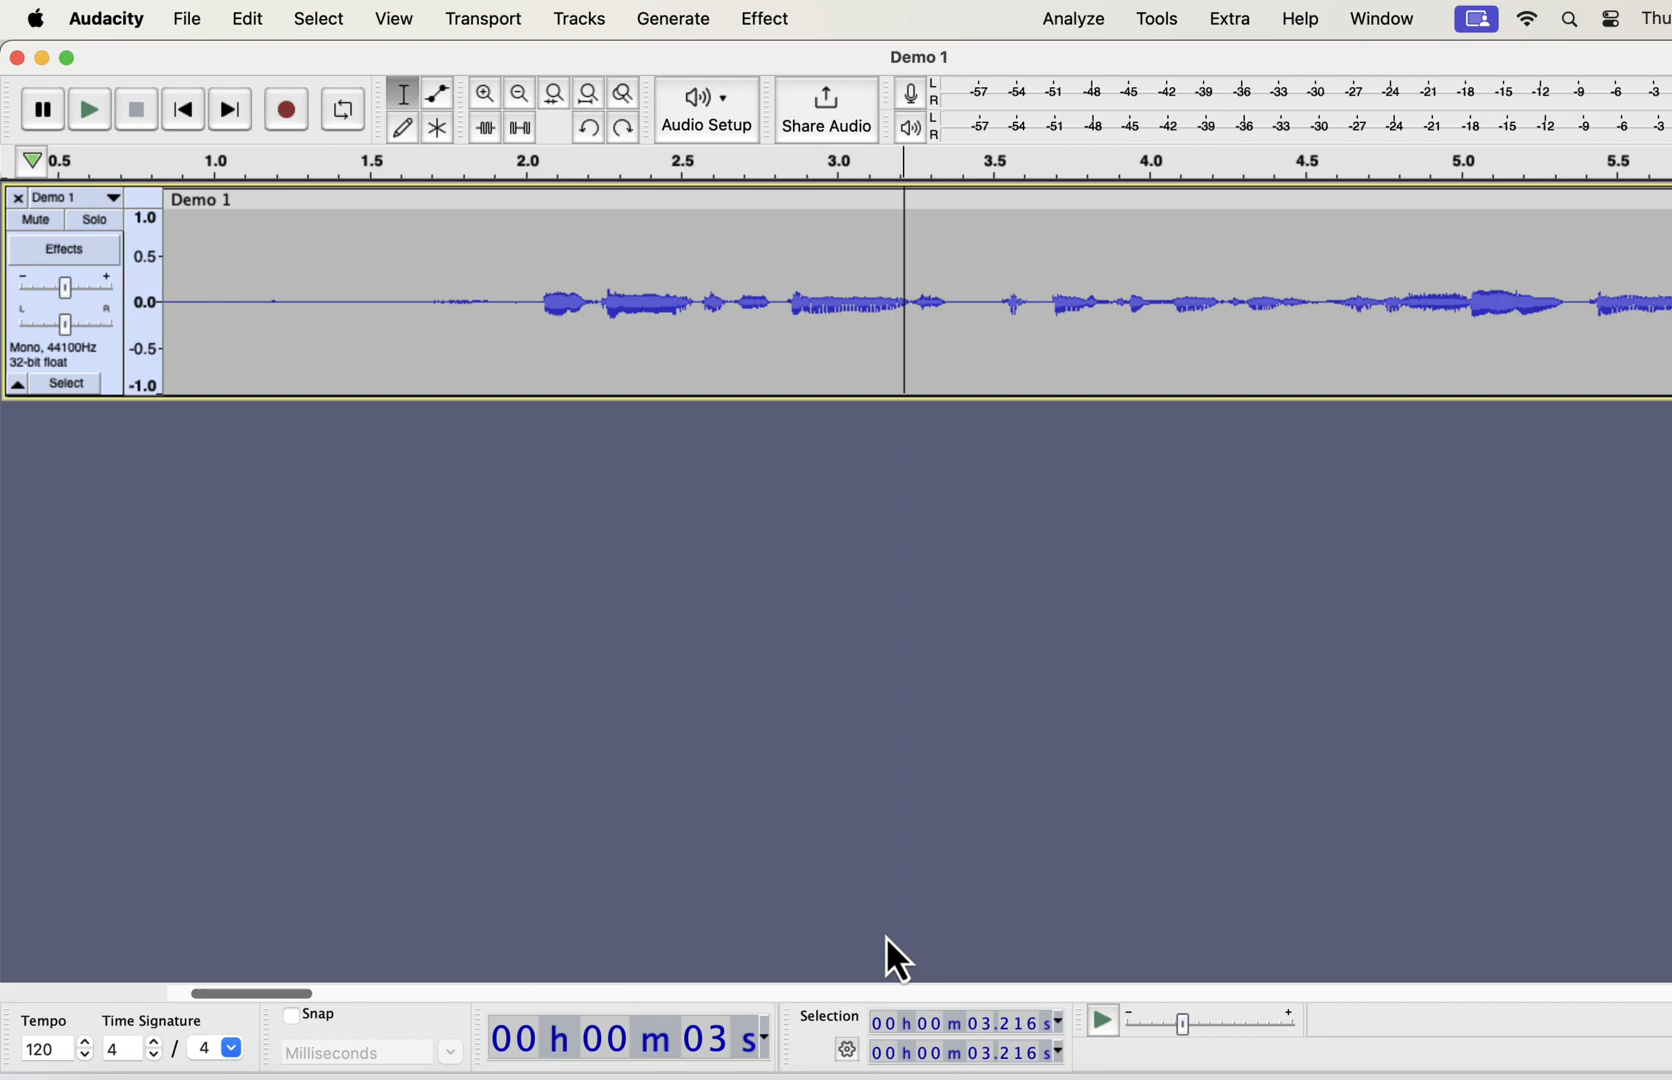 Audacity File Edit Select View Transport Tracks Generate Effect Analyze Tools Extra Help Window Thu
Demo 1
Audio Setup
Share Audio
L
R
-57 -54 -51 -48 -45 -42 -39 -36 -33 -30 -27 -24 -21 -18 -15 -12 -9 -6 -3
L
R
-57 -54 -51 -48 -45 -42 -39 -36 -33 -30 -27 -24 -21 -18 -15 -12 -9 -6 -3
0.5 1.0 1.5 2.0 2.5 3.0 3.5 4.0 4.5 5.0 5.5
Demo 1
Demo 1
Mute Solo
Effects
- +
L R
Mono, 44100Hz
32-bit float
Select
1.0
0.5-
0.0-
-0.5-
-1.0
Tempo
120
Time Signature
4 / 4
Snap
Milliseconds
00 h 00 m 03 s
Selection
00 h 00 m 03.216 s
00 h 00 m 03.216 s
- +